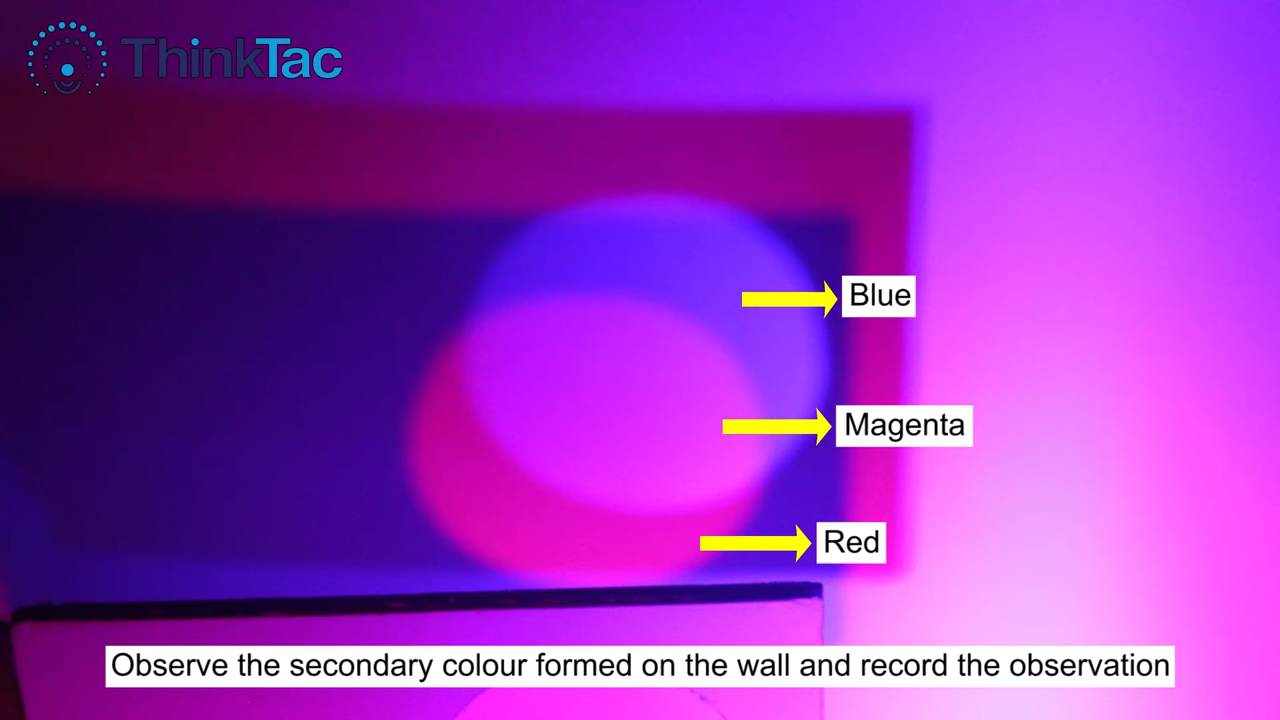 ThinkTac
Blue
Magenta
Red
Observe the secondary colour formed on the wall and record the observation